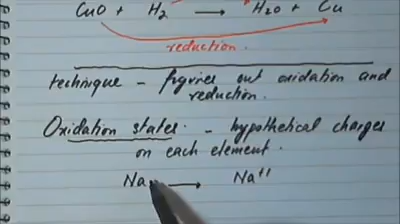 CuO + H2 → H2O + Cu
reduction.
technique - figures out oxidation and
reduction.
Oxidation states. - hypothetical charges
on each element.
Na → Na+1